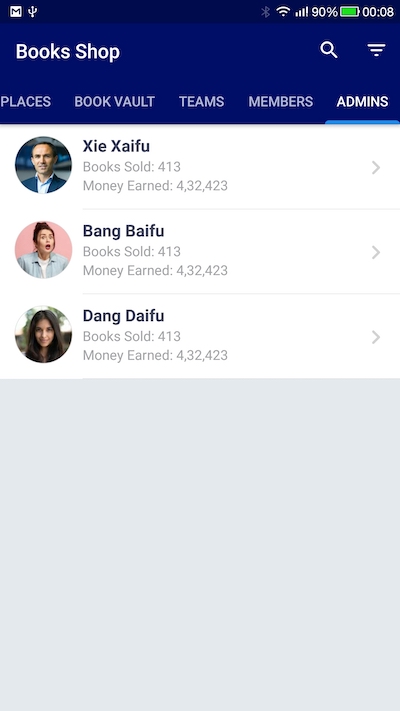 90% 00:08
Books Shop
PLACES BOOK VAULT TEAMS MEMBERS ADMINS
Xie Xaifu
Books Sold: 413
Money Earned: 4,32,423
Bang Baifu
Books Sold: 413
Money Earned: 4,32,423
Dang Daifu
Books Sold: 413
Money Earned: 4,32,423